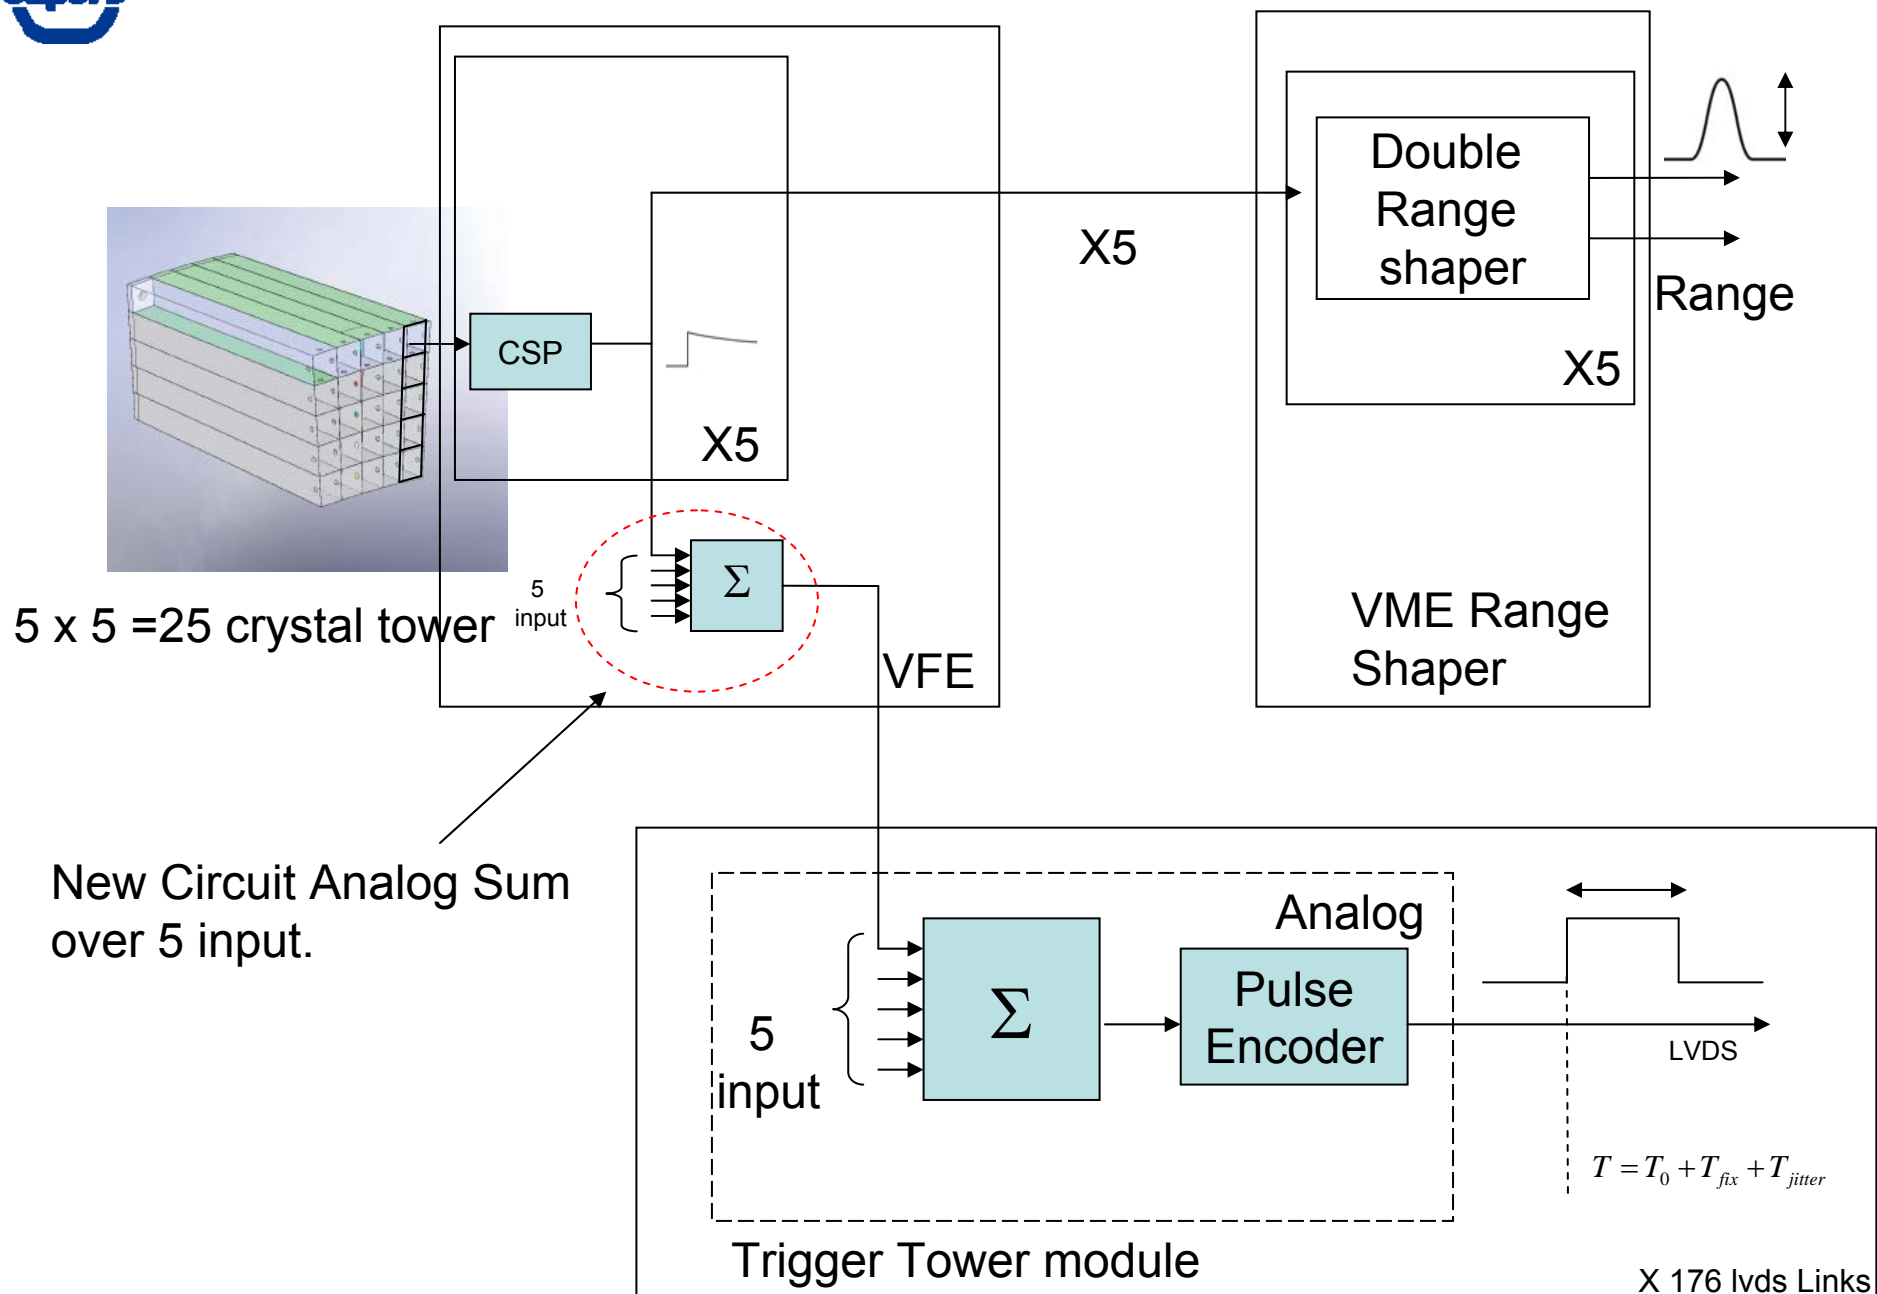 Double
Range
shaper
X5
Range
CSP
X5
X5
5
input
Σ
5 x 5 =25 crystal tower
VFE
VME Range
Shaper
New Circuit Analog Sum
over 5 input.
Analog
Σ
Pulse
Encoder
5
input
LVDS
T = T₀ + T_fix + T_jitter
Trigger Tower module
X 176 lvds Links